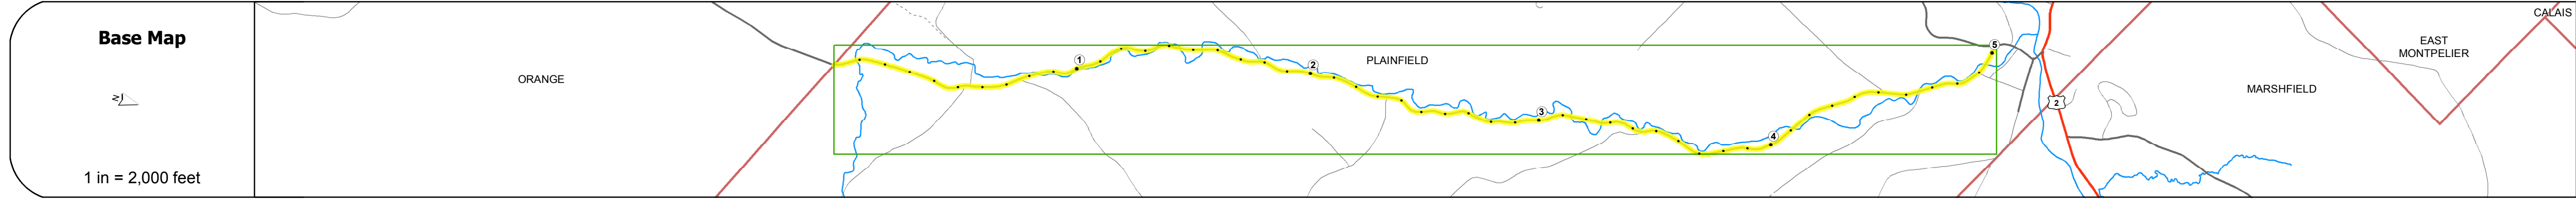 Base Map
N
1 in = 2,000 feet
ORANGE
1
2
PLAINFIELD
3
4
5
2
MARSHFIELD
EAST
MONTPELIER
CALAIS